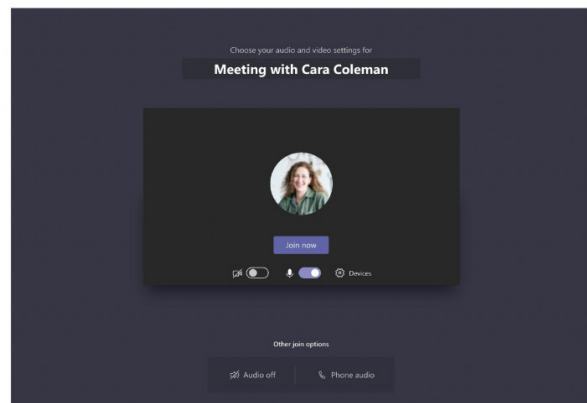 Choose your audio and video settings for
Meeting with Cara Coleman
Join now
Devices
Other join options
Audio off
Phone audio